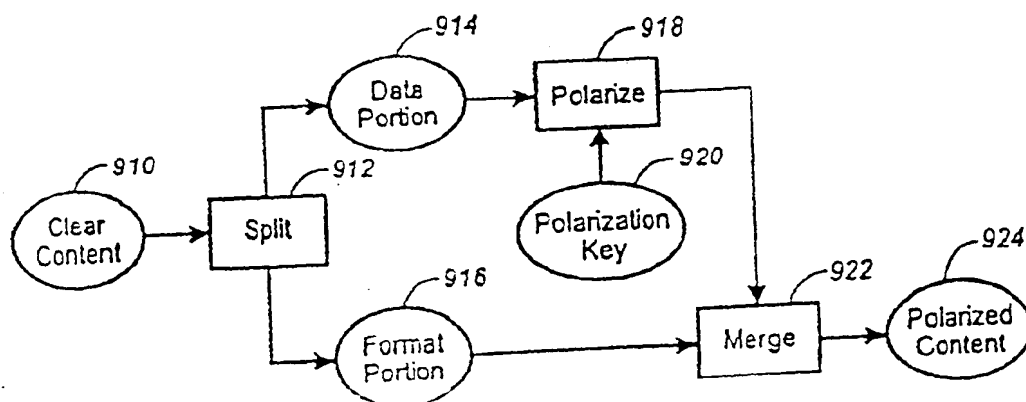 914
Data
Portion
918
Polarize
910
Clear
Content
912
Split
920
Polarization
Key
916
Format
Portion
922
Merge
924
Polarized
Content